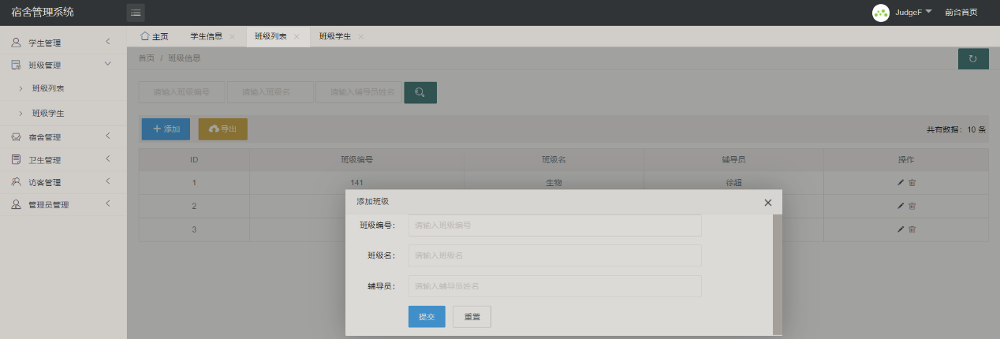 宿舍管理系统 JudgeF 前台首页
学生管理
班级管理
班级列表
班级学生
宿舍管理
卫生管理
访客管理
管理员管理
主页 学生信息 班级列表 班级学生
首页 / 班级信息
请输入班级编号 请输入班级名 请输入辅导员姓名
添加 导出 共有数据：10 条
ID 班级编号 班级名 辅导员 操作
1 141 生物 徐超
2
3
添加班级
班级编号： 请输入班级编号
班级名： 请输入班级名
辅导员： 请输入辅导员姓名
提交 重置